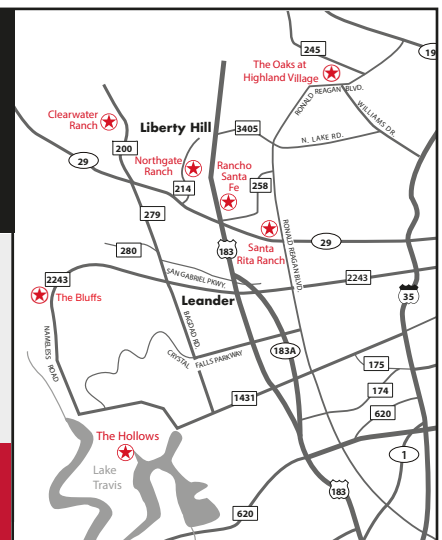 245
19
The Oaks at
Highland Village
RONALD REAGAN BLVD.
WILLIAMS DR.
Clearwater
Ranch
Liberty Hill
3405
N. LAKE RD.
200
29
Northgate
Ranch
Rancho
Santa
Fe
214
258
279
Santa
Rita Ranch
RONALD REAGAN BLVD.
29
280
183
SAN GABRIEL PKWY.
2243
2243
The Bluffs
Leander
35
NAMELESS ROAD
BAGDAD RD.
CRYSTAL FALLS PARKWAY
183A
175
174
1431
620
The Hollows
Lake
Travis
1
183
620